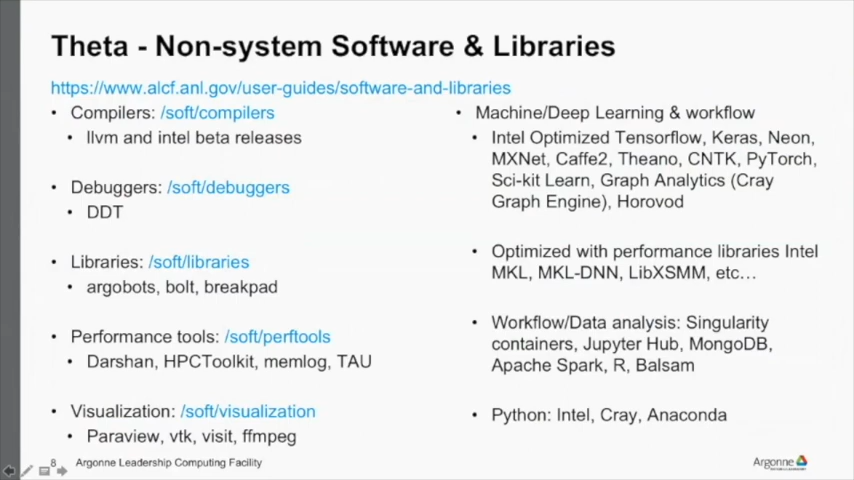 Theta - Non-system Software & Libraries
https://www.alcf.anl.gov/user-guides/software-and-libraries
• Compilers: /soft/compilers
• llvm and intel beta releases
• Debuggers: /soft/debuggers
• DDT
• Libraries: /soft/libraries
• argobots, bolt, breakpad
• Performance tools: /soft/perftools
• Darshan, HPCToolkit, memlog, TAU
• Visualization: /soft/visualization
• Paraview, vtk, visit, ffmpeg
• Machine/Deep Learning & workflow
• Intel Optimized Tensorflow, Keras, Neon,
MXNet, Caffe2, Theano, CNTK, PyTorch,
Sci-kit Learn, Graph Analytics (Cray
Graph Engine), Horovod
• Optimized with performance libraries Intel
MKL, MKL-DNN, LibXSMM, etc…
• Workflow/Data analysis: Singularity
containers, Jupyter Hub, MongoDB,
Apache Spark, R, Balsam
• Python: Intel, Cray, Anaconda
8 Argonne Leadership Computing Facility
Argonne